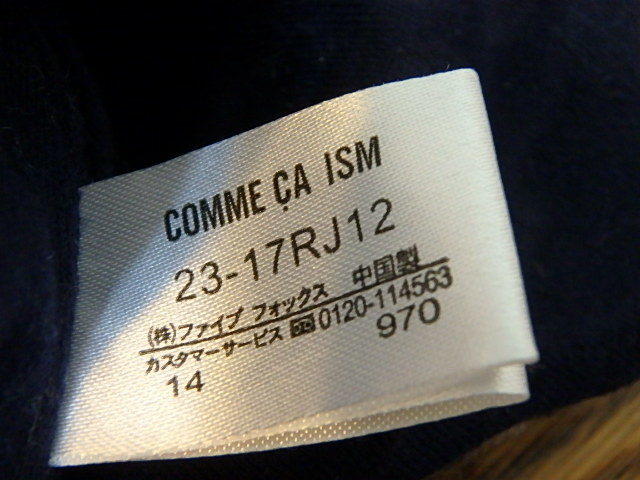 COMME ÇA ISM
23-17RJ12
(株)ファイブ フォックス 中国製
カスタマーサービス 0120-114563
14 970